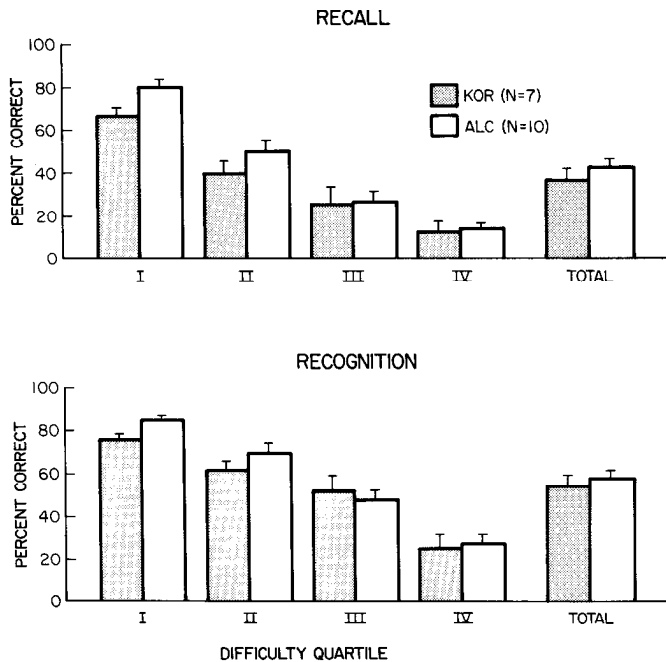 RECALL
100
80
60
40
20
0
PERCENT CORRECT
KOR (N=7)
ALC (N=10)
I II III IV TOTAL
RECOGNITION
100
80
60
40
20
0
PERCENT CORRECT
I II III IV TOTAL
DIFFICULTY QUARTILE